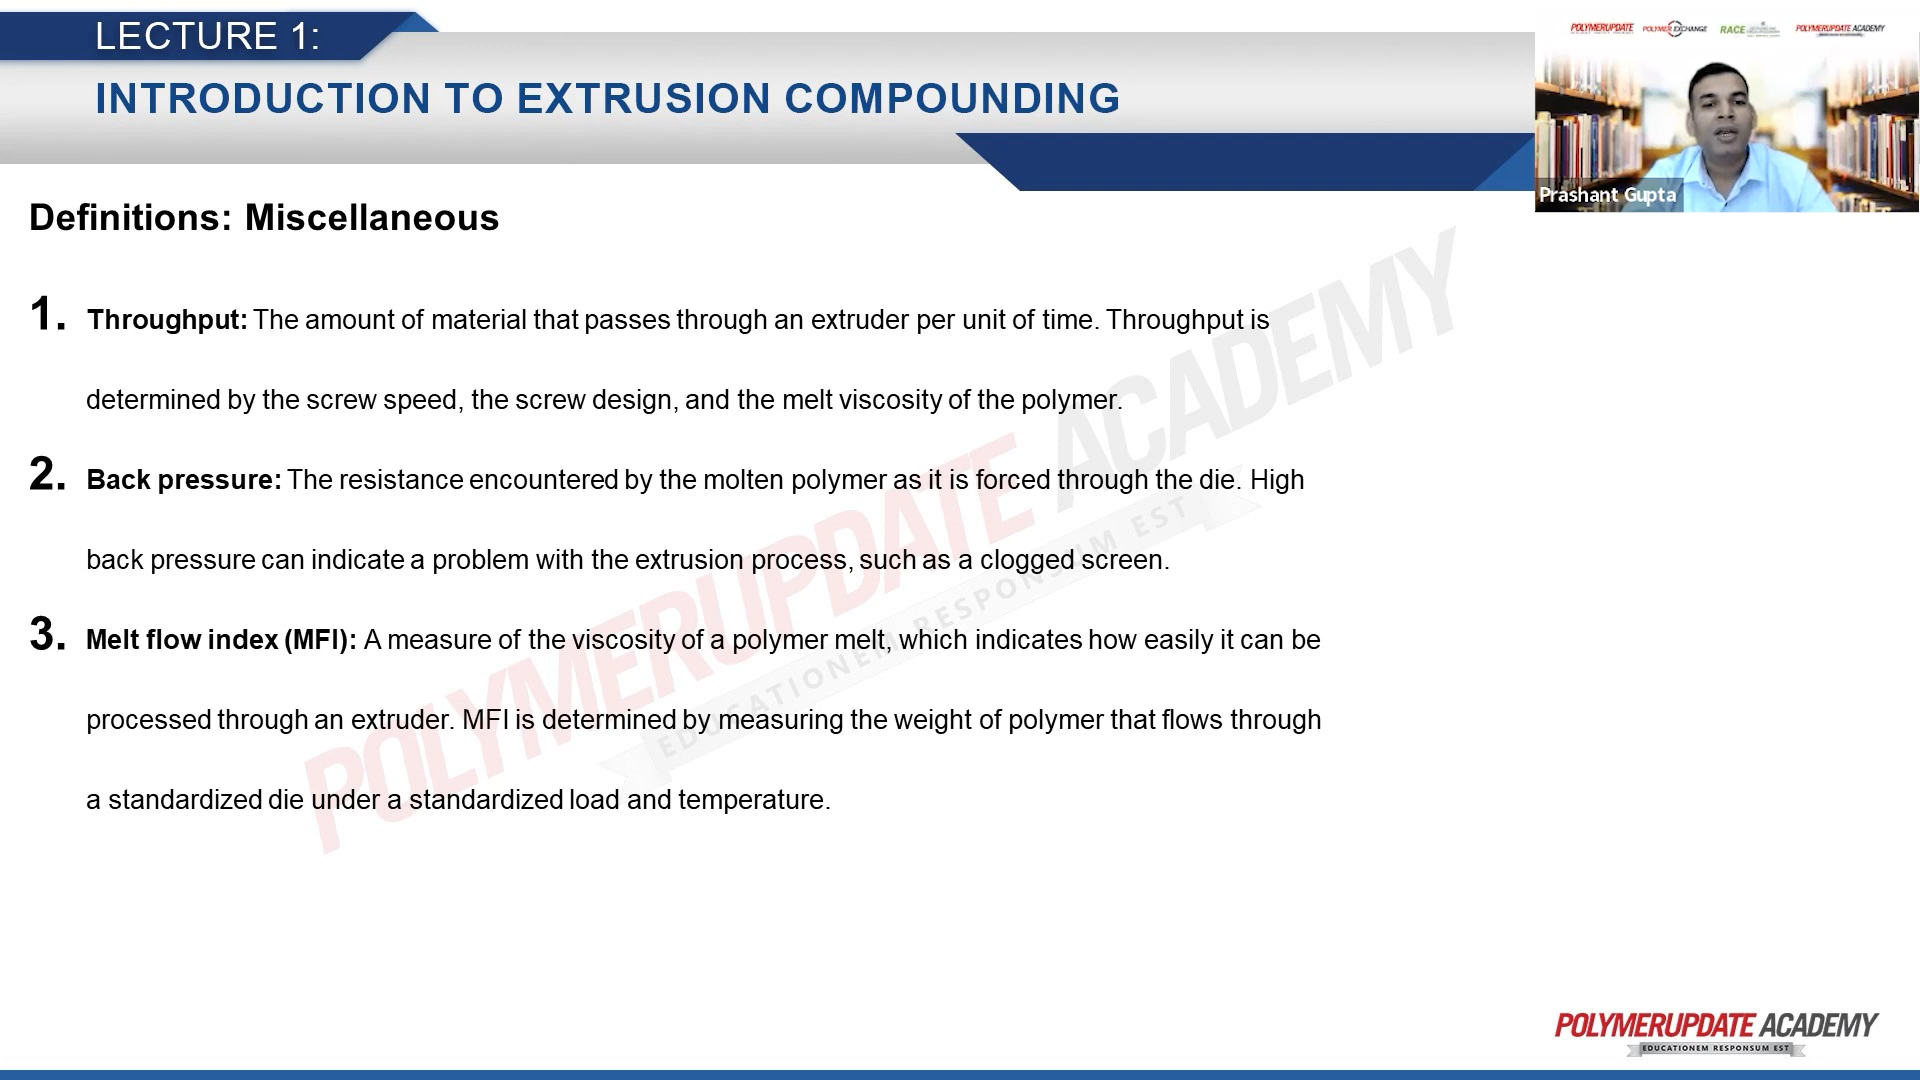 LECTURE 1:
INTRODUCTION TO EXTRUSION COMPOUNDING
POLYMERUPDATE
POLYMER EXCHANGE
RACE
POLYMERUPDATE ACADEMY
Prashant Gupta
Definitions: Miscellaneous
1. Throughput: The amount of material that passes through an extruder per unit of time. Throughput is
determined by the screw speed, the screw design, and the melt viscosity of the polymer.
2. Back pressure: The resistance encountered by the molten polymer as it is forced through the die. High
back pressure can indicate a problem with the extrusion process, such as a clogged screen.
3. Melt flow index (MFI): A measure of the viscosity of a polymer melt, which indicates how easily it can be
processed through an extruder. MFI is determined by measuring the weight of polymer that flows through
a standardized die under a standardized load and temperature.
POLYMERUPDATE ACADEMY
EDUCATIONEM RESPONSUM EST
POLYMERUPDATE ACADEMY
EDUCATIONEM RESPONSUM EST